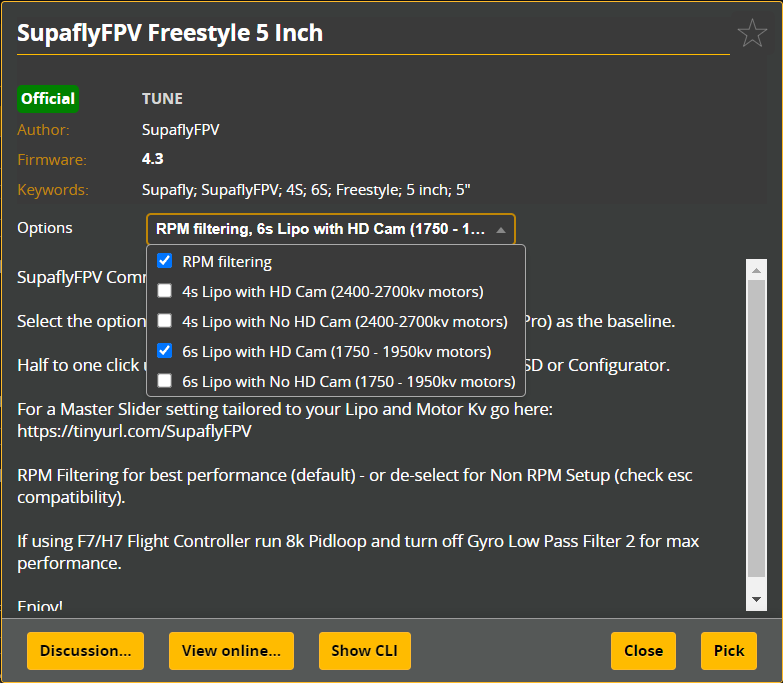 SupaflyFPV Freestyle 5 Inch
Official TUNE
Author: SupaflyFPV
Firmware: 4.3
Keywords: Supafly; SupaflyFPV; 4S; 6S; Freestyle; 5 inch; 5"
Options RPM filtering, 6s Lipo with HD Cam (1750 - 1...
RPM filtering
SupaflyFPV Com
4s Lipo with HD Cam (2400-2700kv motors)
Select the option 4s Lipo with No HD Cam (2400-2700kv motors) Pro) as the baseline.
6s Lipo with HD Cam (1750 - 1950kv motors)
Half to one click SD or Configurator.
6s Lipo with No HD Cam (1750 - 1950kv motors)
For a Master Slider setting tailored to your Lipo and Motor Kv go here:
https://tinyurl.com/SupaflyFPV
RPM Filtering for best performance (default) - or de-select for Non RPM Setup (check esc
compatibility).
If using F7/H7 Flight Controller run 8k Pidloop and turn off Gyro Low Pass Filter 2 for max
performance.
Enjoy!
Discussion... View online... Show CLI Close Pick